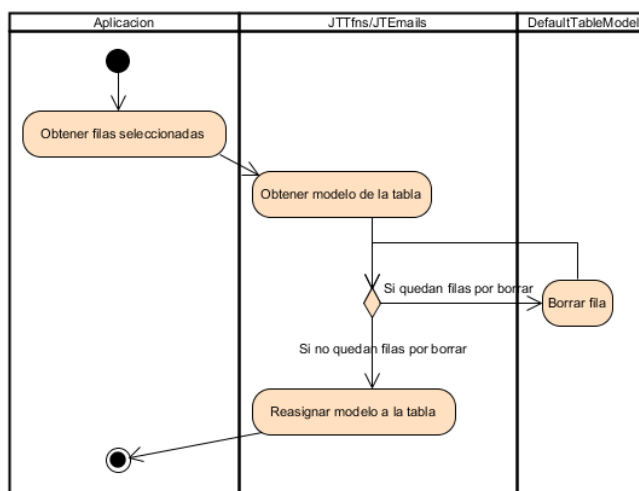 Aplicacion
JTTfns/JTEmails
DefaultTableModel
Obtener filas seleccionadas
Obtener modelo de la tabla
Si quedan filas por borrar
Borrar fila
Si no quedan filas por borrar
Reasignar modelo a la tabla